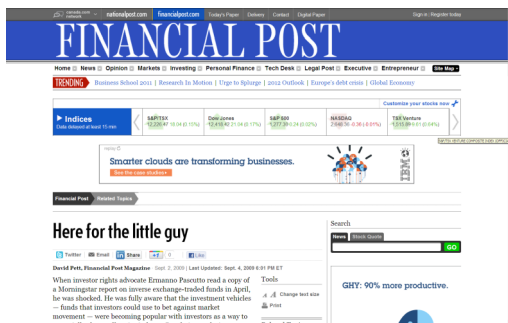 canada.com network nationalpost.com financialpost.com Today's Paper Delivery Contact Digital Paper Sign in | Register today
FINANCIAL POST
Home News Opinion Markets Investing Personal Finance Tech Desk Legal Post Executive Entrepreneur Site Map
TRENDING Business School 2011 | Research In Motion | Urge to Splurge | 2012 Outlook | Europe's debt crisis | Global Economy
Customize your stocks now
Indices S&P/TSX Dow Jones S&P 500 NASDAQ TSX Venture
Data delayed at least 15 min
Smarter clouds are transforming businesses.
See the case studies
IBM
Financial Post Related Topics
Here for the little guy
Search
News Stock Quote
GO
Twitter Email Share +1 0 Like
David Pett, Financial Post Magazine Sept. 2, 2009 | Last Updated: Sept. 4, 2009 6:01 PM ET
When investor rights advocate Ermanno Pascutto read a copy of
a Morningstar report on inverse exchange-traded funds in April,
he was shocked. He was fully aware that the investment vehicles
— funds that investors could use to bet against market
movement — were becoming popular with investors as a way to
Tools
A A Change text size
Print
GHY: 90% more productive.